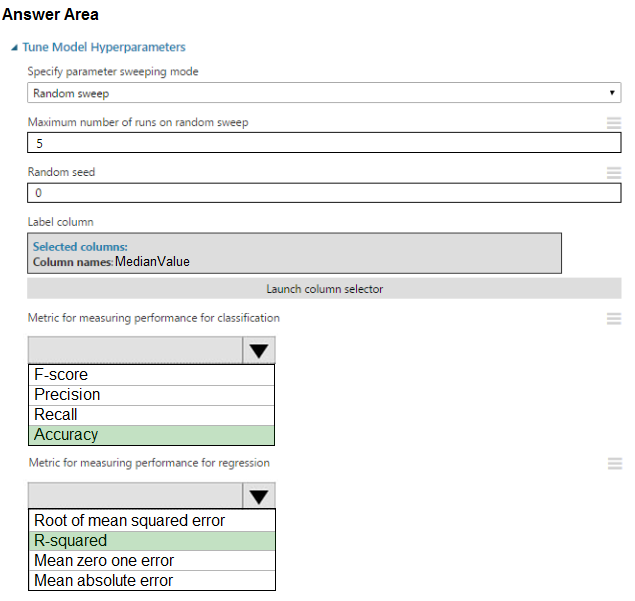 Answer Area
Tune Model Hyperparameters
Specify parameter sweeping mode
Random sweep
Maximum number of runs on random sweep
5
Random seed
0
Label column
Selected columns:
Column names: MedianValue
Launch column selector
Metric for measuring performance for classification
F-score
Precision
Recall
Accuracy
Metric for measuring performance for regression
Root of mean squared error
R-squared
Mean zero one error
Mean absolute error